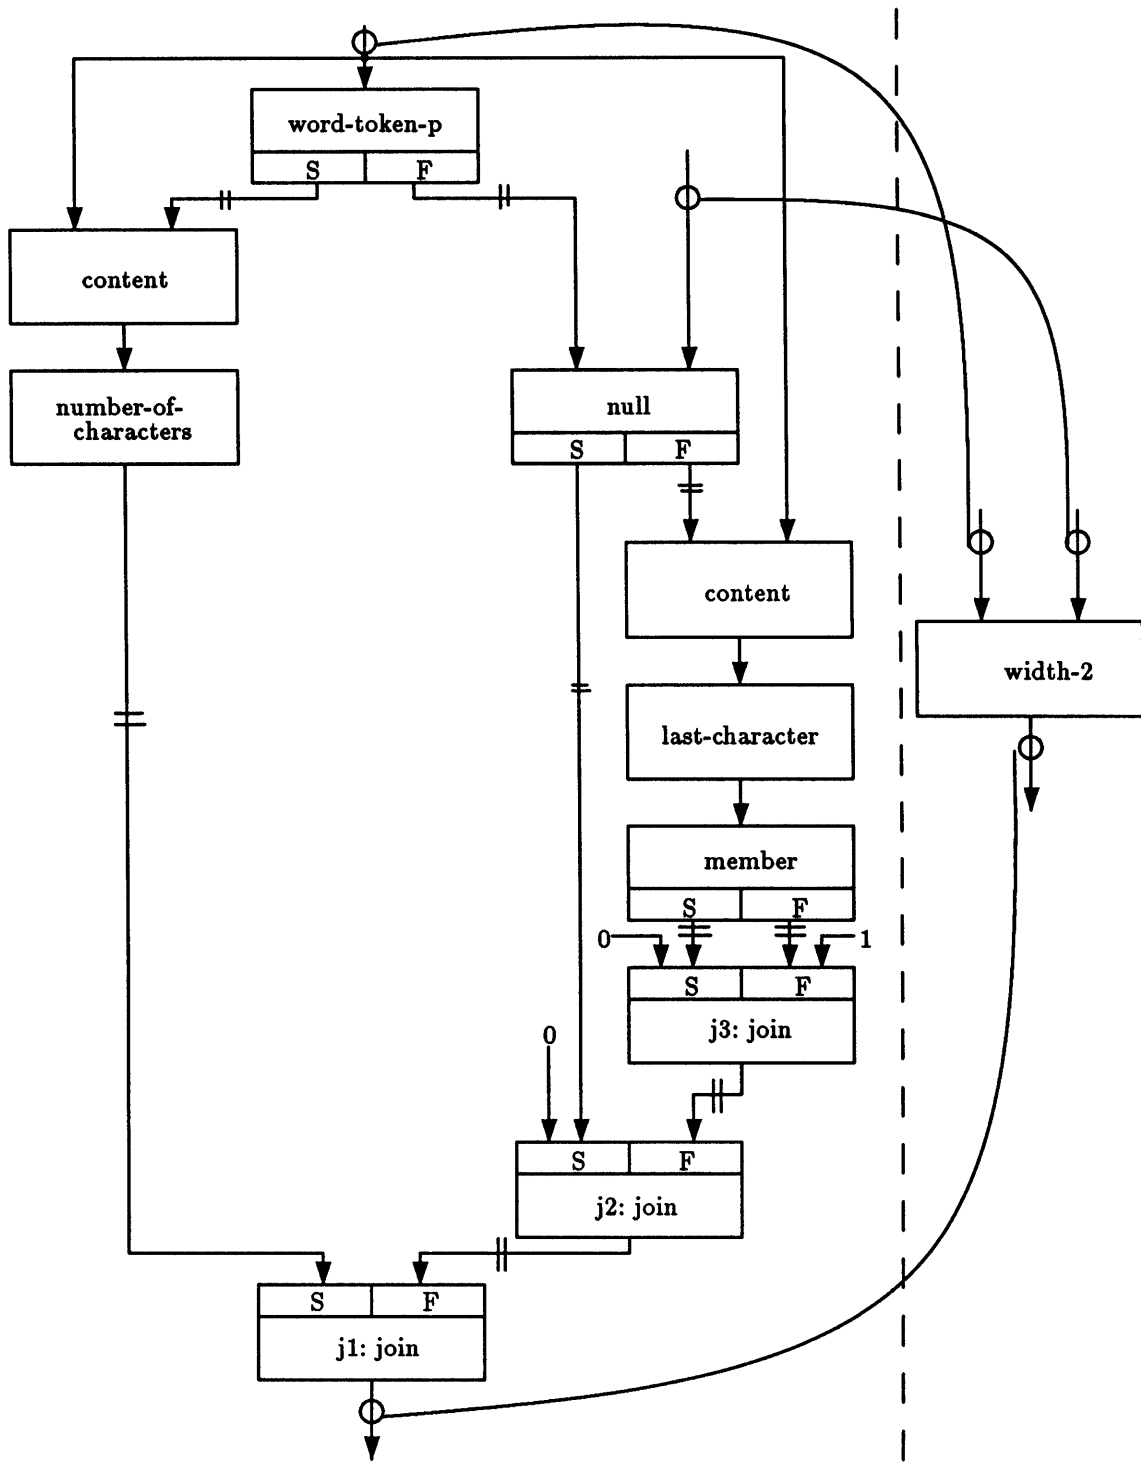 word-token-p
S F
content
number-of-
characters
null
S F
content
width-2
last-character
member
S F
0 1
S F
j3: join
0
S F
j2: join
S F
j1: join